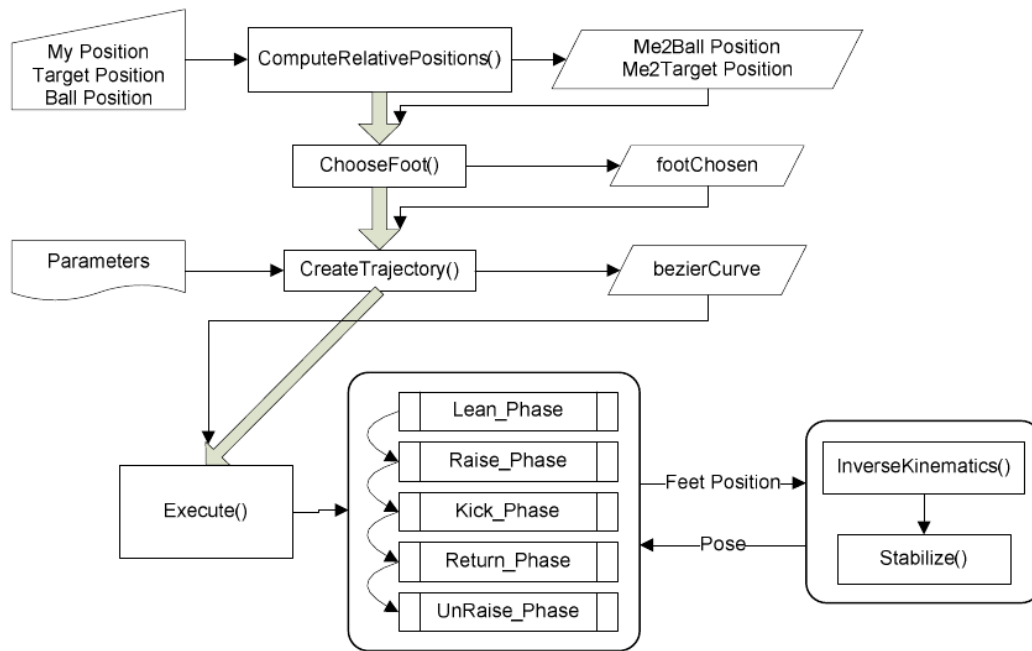 My Position
Target Position
Ball Position
ComputeRelativePositions()
Me2Ball Position
Me2Target Position
ChooseFoot()
footChosen
Parameters
CreateTrajectory()
bezierCurve
Execute()
Lean_Phase
Raise_Phase
Kick_Phase
Return_Phase
UnRaise_Phase
Feet Position
Pose
InverseKinematics()
Stabilize()